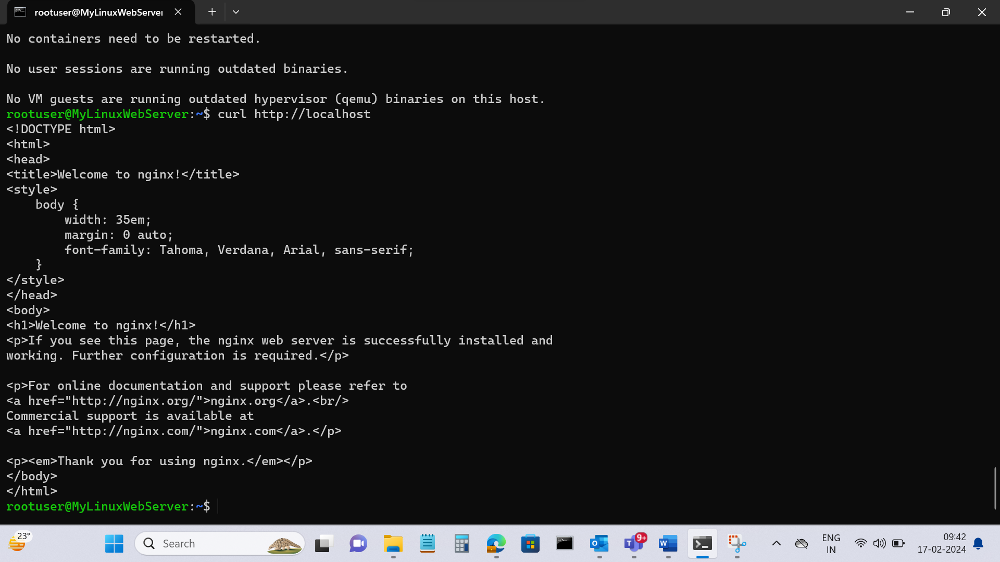 rootuser@MyLinuxWebServer
No containers need to be restarted.
No user sessions are running outdated binaries.
No VM guests are running outdated hypervisor (qemu) binaries on this host.
rootuser@MyLinuxWebServer:~$ curl http://localhost
<!DOCTYPE html>
<html>
<head>
<title>Welcome to nginx!</title>
<style>
    body {
        width: 35em;
        margin: 0 auto;
        font-family: Tahoma, Verdana, Arial, sans-serif;
    }
</style>
</head>
<body>
<h1>Welcome to nginx!</h1>
<p>If you see this page, the nginx web server is successfully installed and
working. Further configuration is required.</p>
<p>For online documentation and support please refer to
<a href="http://nginx.org/">nginx.org</a>.<br/>
Commercial support is available at
<a href="http://nginx.com/">nginx.com</a>.</p>
<p><em>Thank you for using nginx.</em></p>
</body>
</html>
rootuser@MyLinuxWebServer:~$
23°
Search
9+
ENG
IN
09:42
17-02-2024